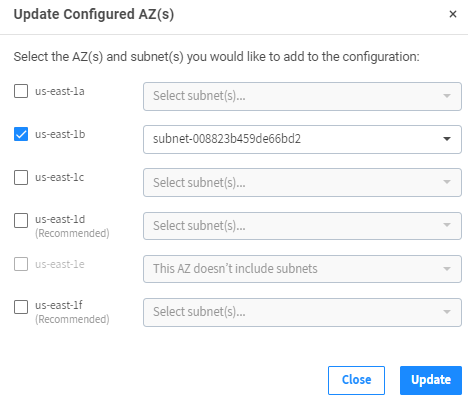 Update Configured AZ(s)
×
Select the AZ(s) and subnet(s) you would like to add to the configuration:
us-east-1a
Select subnet(s)...
us-east-1b
subnet-008823b459de66bd2
us-east-1c
Select subnet(s)...
us-east-1d
(Recommended)
Select subnet(s)...
us-east-1e
This AZ doesn't include subnets
us-east-1f
(Recommended)
Select subnet(s)...
Close
Update